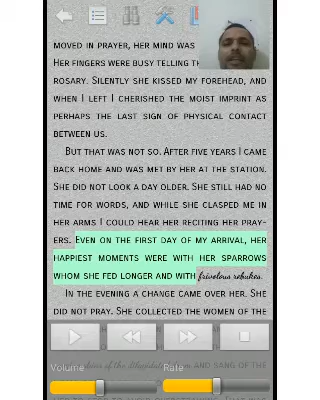 MOVED IN PRAYER, HER MIND WAS
HER FINGERS WERE BUSY TELLING
ROSARY. SILENTLY SHE KISSED MY FOREHEAD, AND
WHEN I LEFT I CHERISHED THE MOIST IMPRINT AS
PERHAPS THE LAST SIGN OF PHYSICAL CONTACT
BETWEEN US.
BUT THAT WAS NOT SO. AFTER FIVE YEARS I CAME
BACK HOME AND WAS MET BY HER AT THE STATION.
SHE DID NOT LOOK A DAY OLDER. SHE STILL HAD NO
TIME FOR WORDS, AND WHILE SHE CLASPED ME IN
HER ARMS I COULD HEAR HER RECITING HER PRAY-
ERS. EVEN ON THE FIRST DAY OF MY ARRIVAL, HER
HAPPIEST MOMENTS WERE WITH HER SPARROWS
WHOM SHE FED LONGER AND WITH frivolous rebukes.
IN THE EVENING A CHANGE CAME OVER HER. SHE
DID NOT PRAY. SHE COLLECTED THE WOMEN OF THE
of the dilapidated drum AND SANG OF THE
Volume Rate